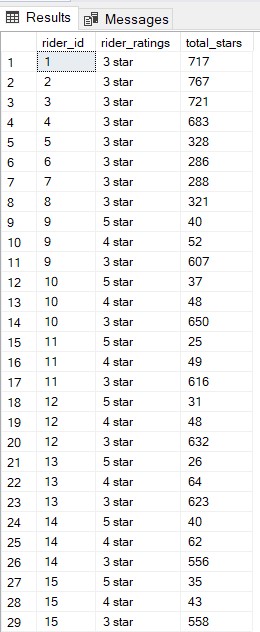 Results Messages
rider_id rider_ratings total_stars
1 1 3 star 717
2 2 3 star 767
3 3 3 star 721
4 4 3 star 683
5 5 3 star 328
6 6 3 star 286
7 7 3 star 288
8 8 3 star 321
9 9 5 star 40
10 9 4 star 52
11 9 3 star 607
12 10 5 star 37
13 10 4 star 48
14 10 3 star 650
15 11 5 star 25
16 11 4 star 49
17 11 3 star 616
18 12 5 star 31
19 12 4 star 48
20 12 3 star 632
21 13 5 star 26
22 13 4 star 64
23 13 3 star 623
24 14 5 star 40
25 14 4 star 62
26 14 3 star 556
27 15 5 star 35
28 15 4 star 43
29 15 3 star 558